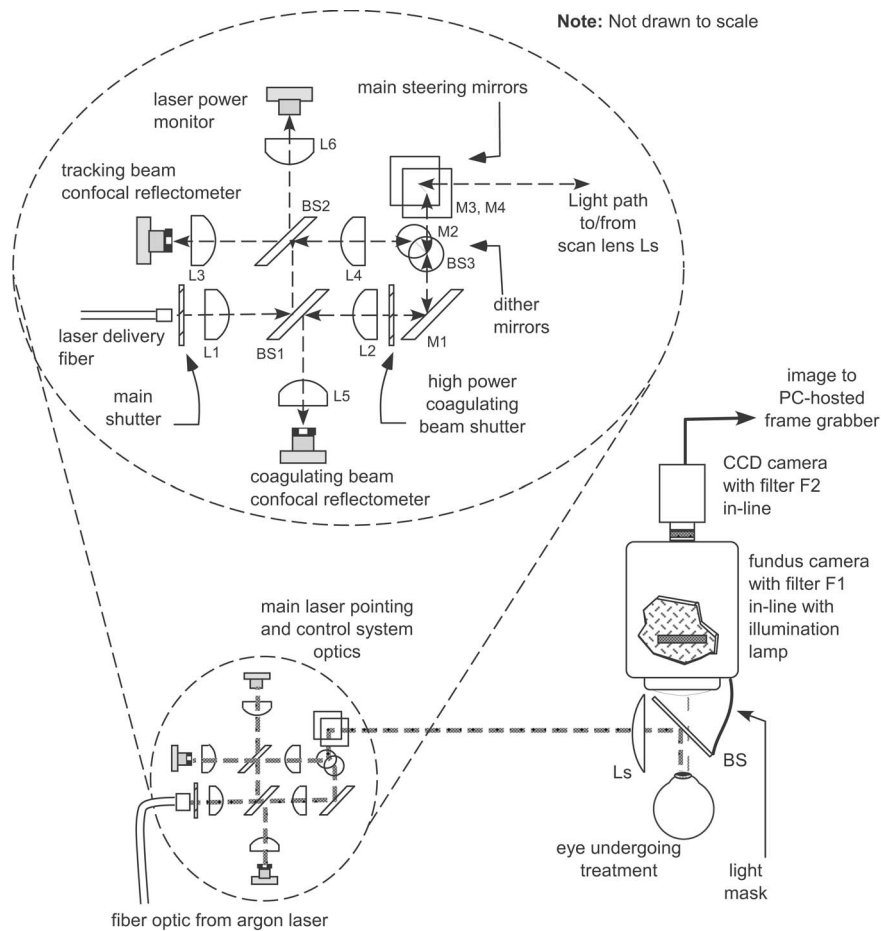 Note: Not drawn to scale
main steering mirrors
laser power
monitor
L6
tracking beam
confocal reflectometer
BS2
M3, M4
Light path
to/from
scan lens Ls
M2
BS3
L3
L4
dither
mirrors
laser delivery
fiber
L1
BS1
L2
M1
main
shutter
L5
high power
coagulating
beam shutter
coagulating beam
confocal reflectometer
image to
PC-hosted
frame grabber
CCD camera
with filter F2
in-line
fundus camera
with filter F1
in-line with
illumination
lamp
main laser pointing
and control system
optics
Ls
BS
eye undergoing
treatment
light
mask
fiber optic from argon laser